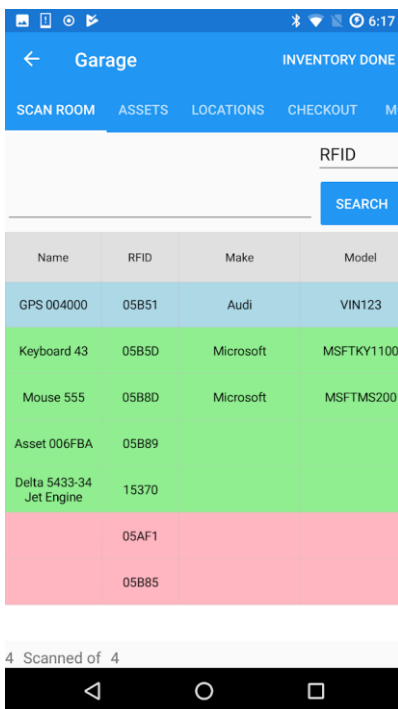 6:17
Garage INVENTORY DONE
SCAN ROOM ASSETS LOCATIONS CHECKOUT M
RFID
SEARCH
Name RFID Make Model
GPS 004000 05B51 Audi VIN123
Keyboard 43 05B5D Microsoft MSFTKY1100
Mouse 555 05B8D Microsoft MSFTMS200
Asset 006FBA 05B89
Delta 5433-34
Jet Engine 15370
05AF1
05B85
4 Scanned of 4